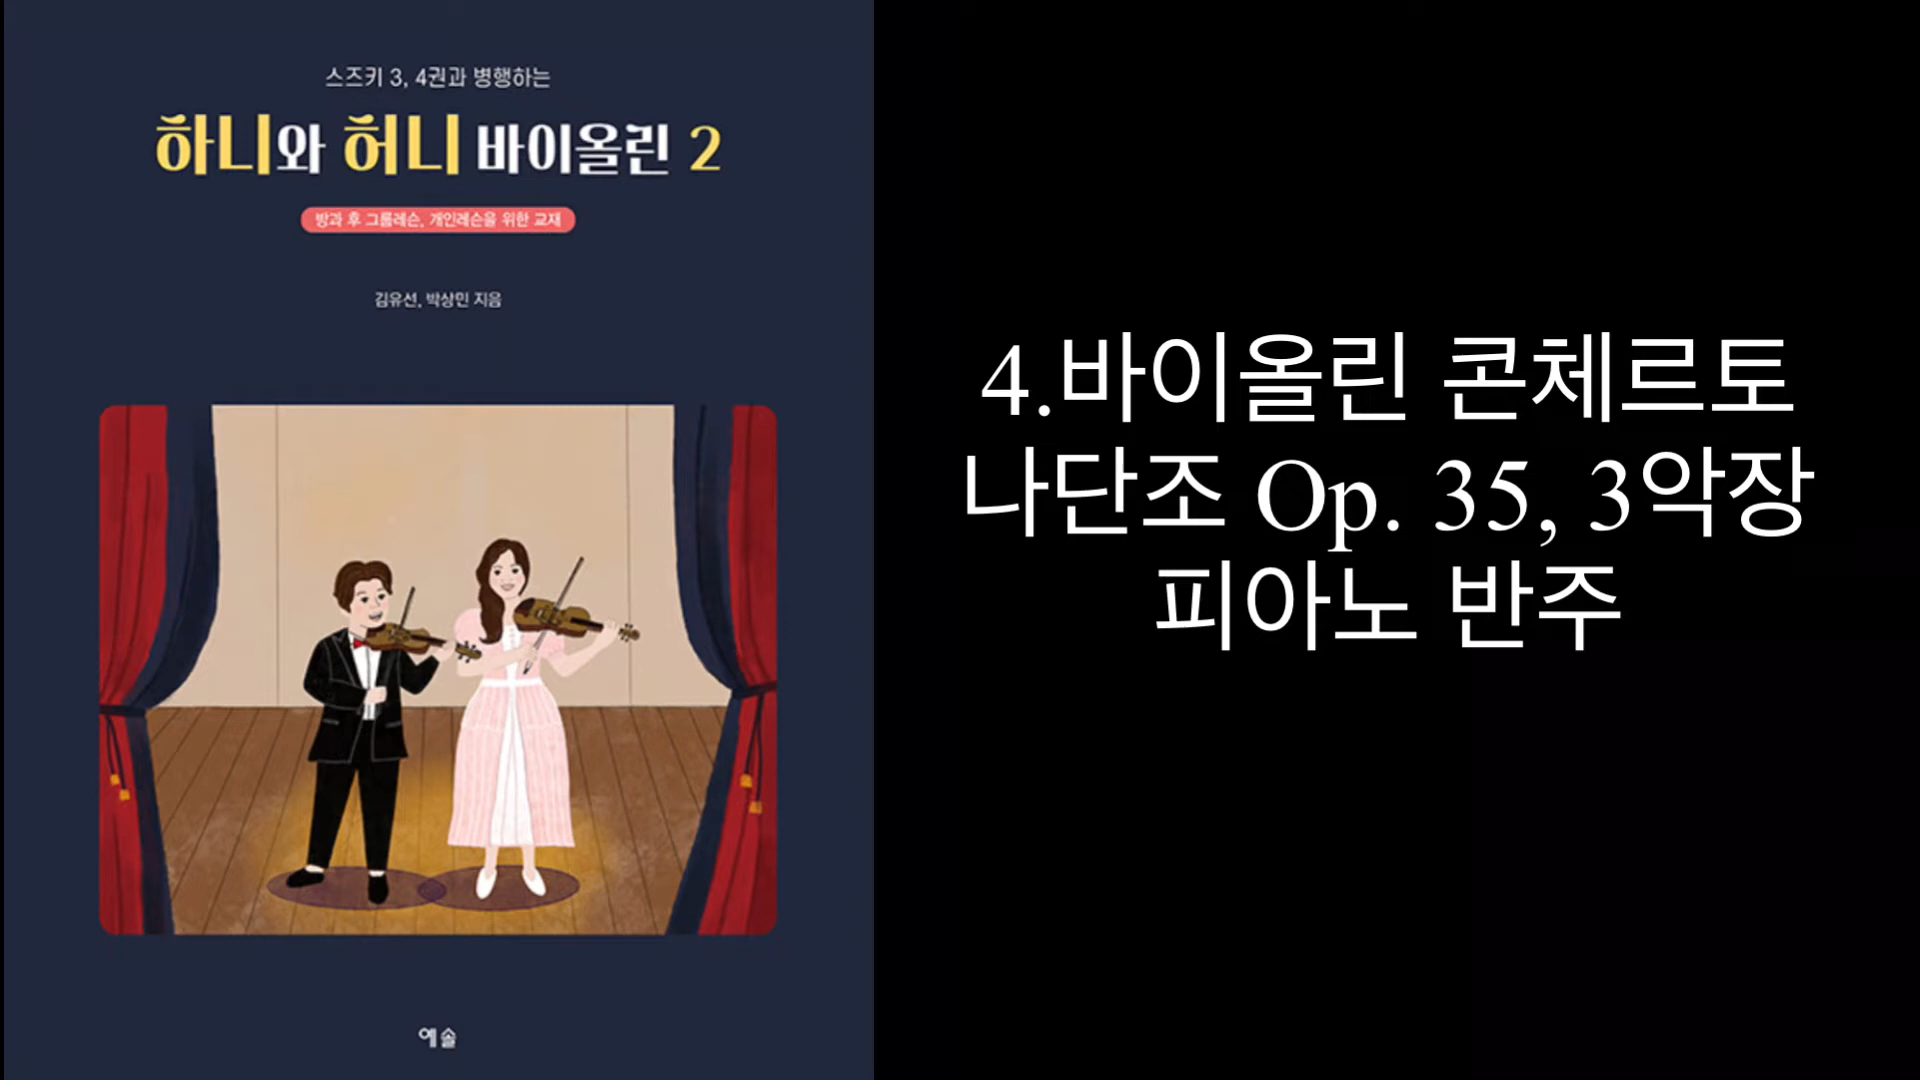 스즈키 3, 4권과 병행하는
하니와 허니 바이올린 2
방과 후 그룹레슨, 개인레슨을 위한 교재
김유선, 박상민 지음
예솔
4.바이올린 콘체르토
나단조 Op. 35, 3악장
피아노 반주